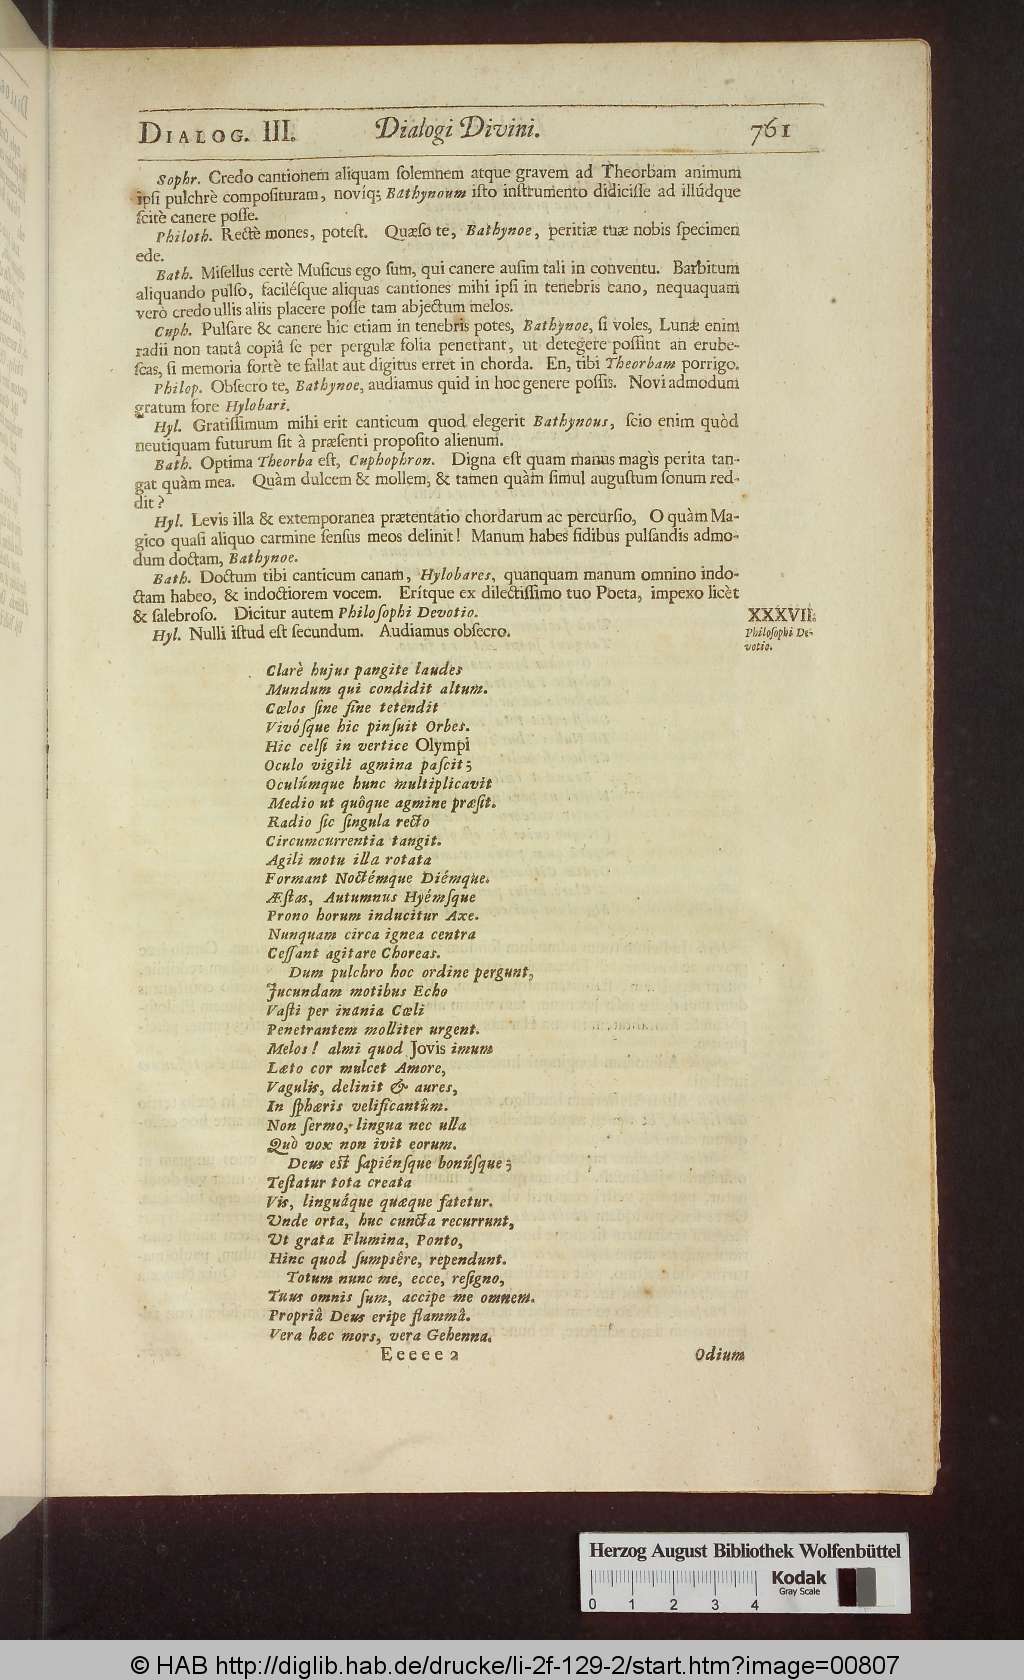 DIALOG. III. Dialogi Divini. 761
Sophr. Credo cantionem aliquam ſolemnem atque gravem ad Theorbam animum
ipſi pulchrè compoſituram, novíq; Bathynoum iſto inſtrumento didiciſſe ad illúdque
ſcitè canere poſſe.
Philoth. Rectè mones, poteſt. Quæſo te, Bathynoe, peritiæ tuæ nobis ſpecimen
ede.
Bath. Miſellus certè Muſicus ego ſum, qui canere auſim tali in conventu. Barbitum
aliquando pulſo, faciléſque aliquas cantiones mihi ipſi in tenebris cano, nequaquam
verò credo ullis aliis placere poſſe tam abjectum melos.
Cuph. Pulſare & canere hic etiam in tenebris potes, Bathynoe, ſi voles, Lunæ enim
radii non tantâ copiâ ſe per pergulæ folia penetrant, ut detegere poſſint an erube-
ſcas, ſi memoria fortè te fallat aut digitus erret in chorda. En, tibi Theorbam porrigo.
Philop. Obſecro te, Bathynoe, audiamus quid in hoc genere poſſis. Novi admodum
gratum fore Hylobari.
Hyl. Gratiſſimum mihi erit canticum quod elegerit Bathynous, ſcio enim quòd
neutiquam futurum ſit à præſenti propoſito alienum.
Bath. Optima Theorba eſt, Cuphophron. Digna eſt quam manus magìs perita tan-
gat quàm mea. Quàm dulcem & mollem, & tamen quàm ſimul auguſtum ſonum red-
dit?
Hyl. Levis illa & extemporanea prætentatio chordarum ac percurſio, O quàm Ma-
gico quaſi aliquo carmine ſenſus meos delinit! Manum habes fidibus pulſandis admo-
dum doctam, Bathynoe.
Bath. Doctum tibi canticum canam, Hylobares, quanquam manum omnino indo-
ctam habeo, & indoctiorem vocem. Erítque ex dilectiſſimo tuo Poeta, impexo licèt
& ſalebroſo. Dicitur autem Philoſophi Devotio.
XXXVII.
Philoſophi De-
votio.
Hyl. Nulli iſtud eſt ſecundum. Audiamus obſecro.
Clarè hujus pangite laudes
Mundum qui condidit altum.
Cœlos ſine fine tetendit
Vivóſque hic pinſuit Orbes.
Hic celſi in vertice Olympi
Oculo vigili agmina paſcit;
Oculúmque hunc multiplicavit
Medio ut quôque agmine præſit.
Radio ſic ſingula recto
Circumcurrentia tangit.
Agili motu illa rotata
Formant Noctémque Diémque.
Æſtas, Autumnus Hyémſque
Prono horum inducitur Axe.
Nunquam circa ignea centra
Ceſſant agitare Choreas.
Dum pulchro hoc ordine pergunt,
Jucundam motibus Echo
Vaſti per inania Cœli
Penetrantem molliter urgent.
Melos! almi quod Jovis imum
Læto cor mulcet Amore,
Vagulis, delinit & aures,
In ſphæris velificantûm.
Non ſermo, lingua nec ulla
Quò vox non ivit eorum.
Deus eſt ſapiénſque bonúſque;
Teſtatur tota creata
Vis, linguáque quæque fatetur.
Unde orta, huc cuncta recurrunt,
Ut grata Flumina, Ponto,
Hinc quod ſumpsêre, rependunt.
Totum nunc me, ecce, reſigno,
Tuus omnis ſum, accipe me omnem.
Propriâ Deus eripe flammâ.
Vera hæc mors, vera Gehenna.
Eeeee 2 Odium
Herzog August Bibliothek Wolfenbüttel
Kodak
Gray Scale
0 1 2 3 4
© HAB http://diglib.hab.de/drucke/li-2f-129-2/start.htm?image=00807